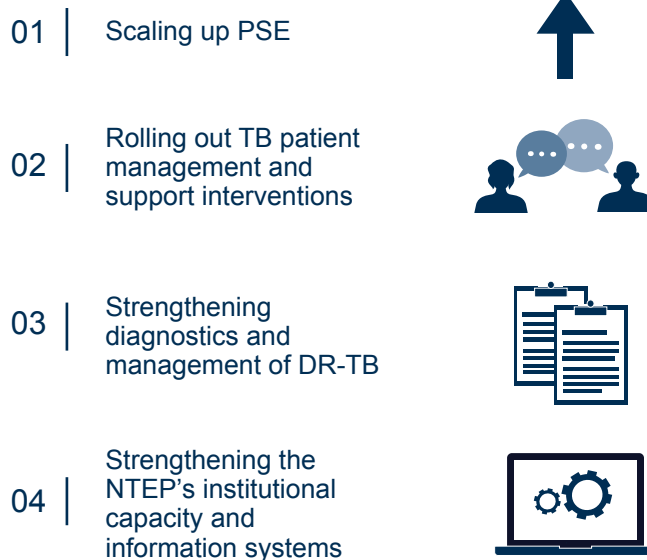 01
Scaling up PSE
02
Rolling out TB patient
management and
support interventions
03
Strengthening
diagnostics and
management of DR-TB
04
Strengthening the
NTEP’s institutional
capacity and
information systems